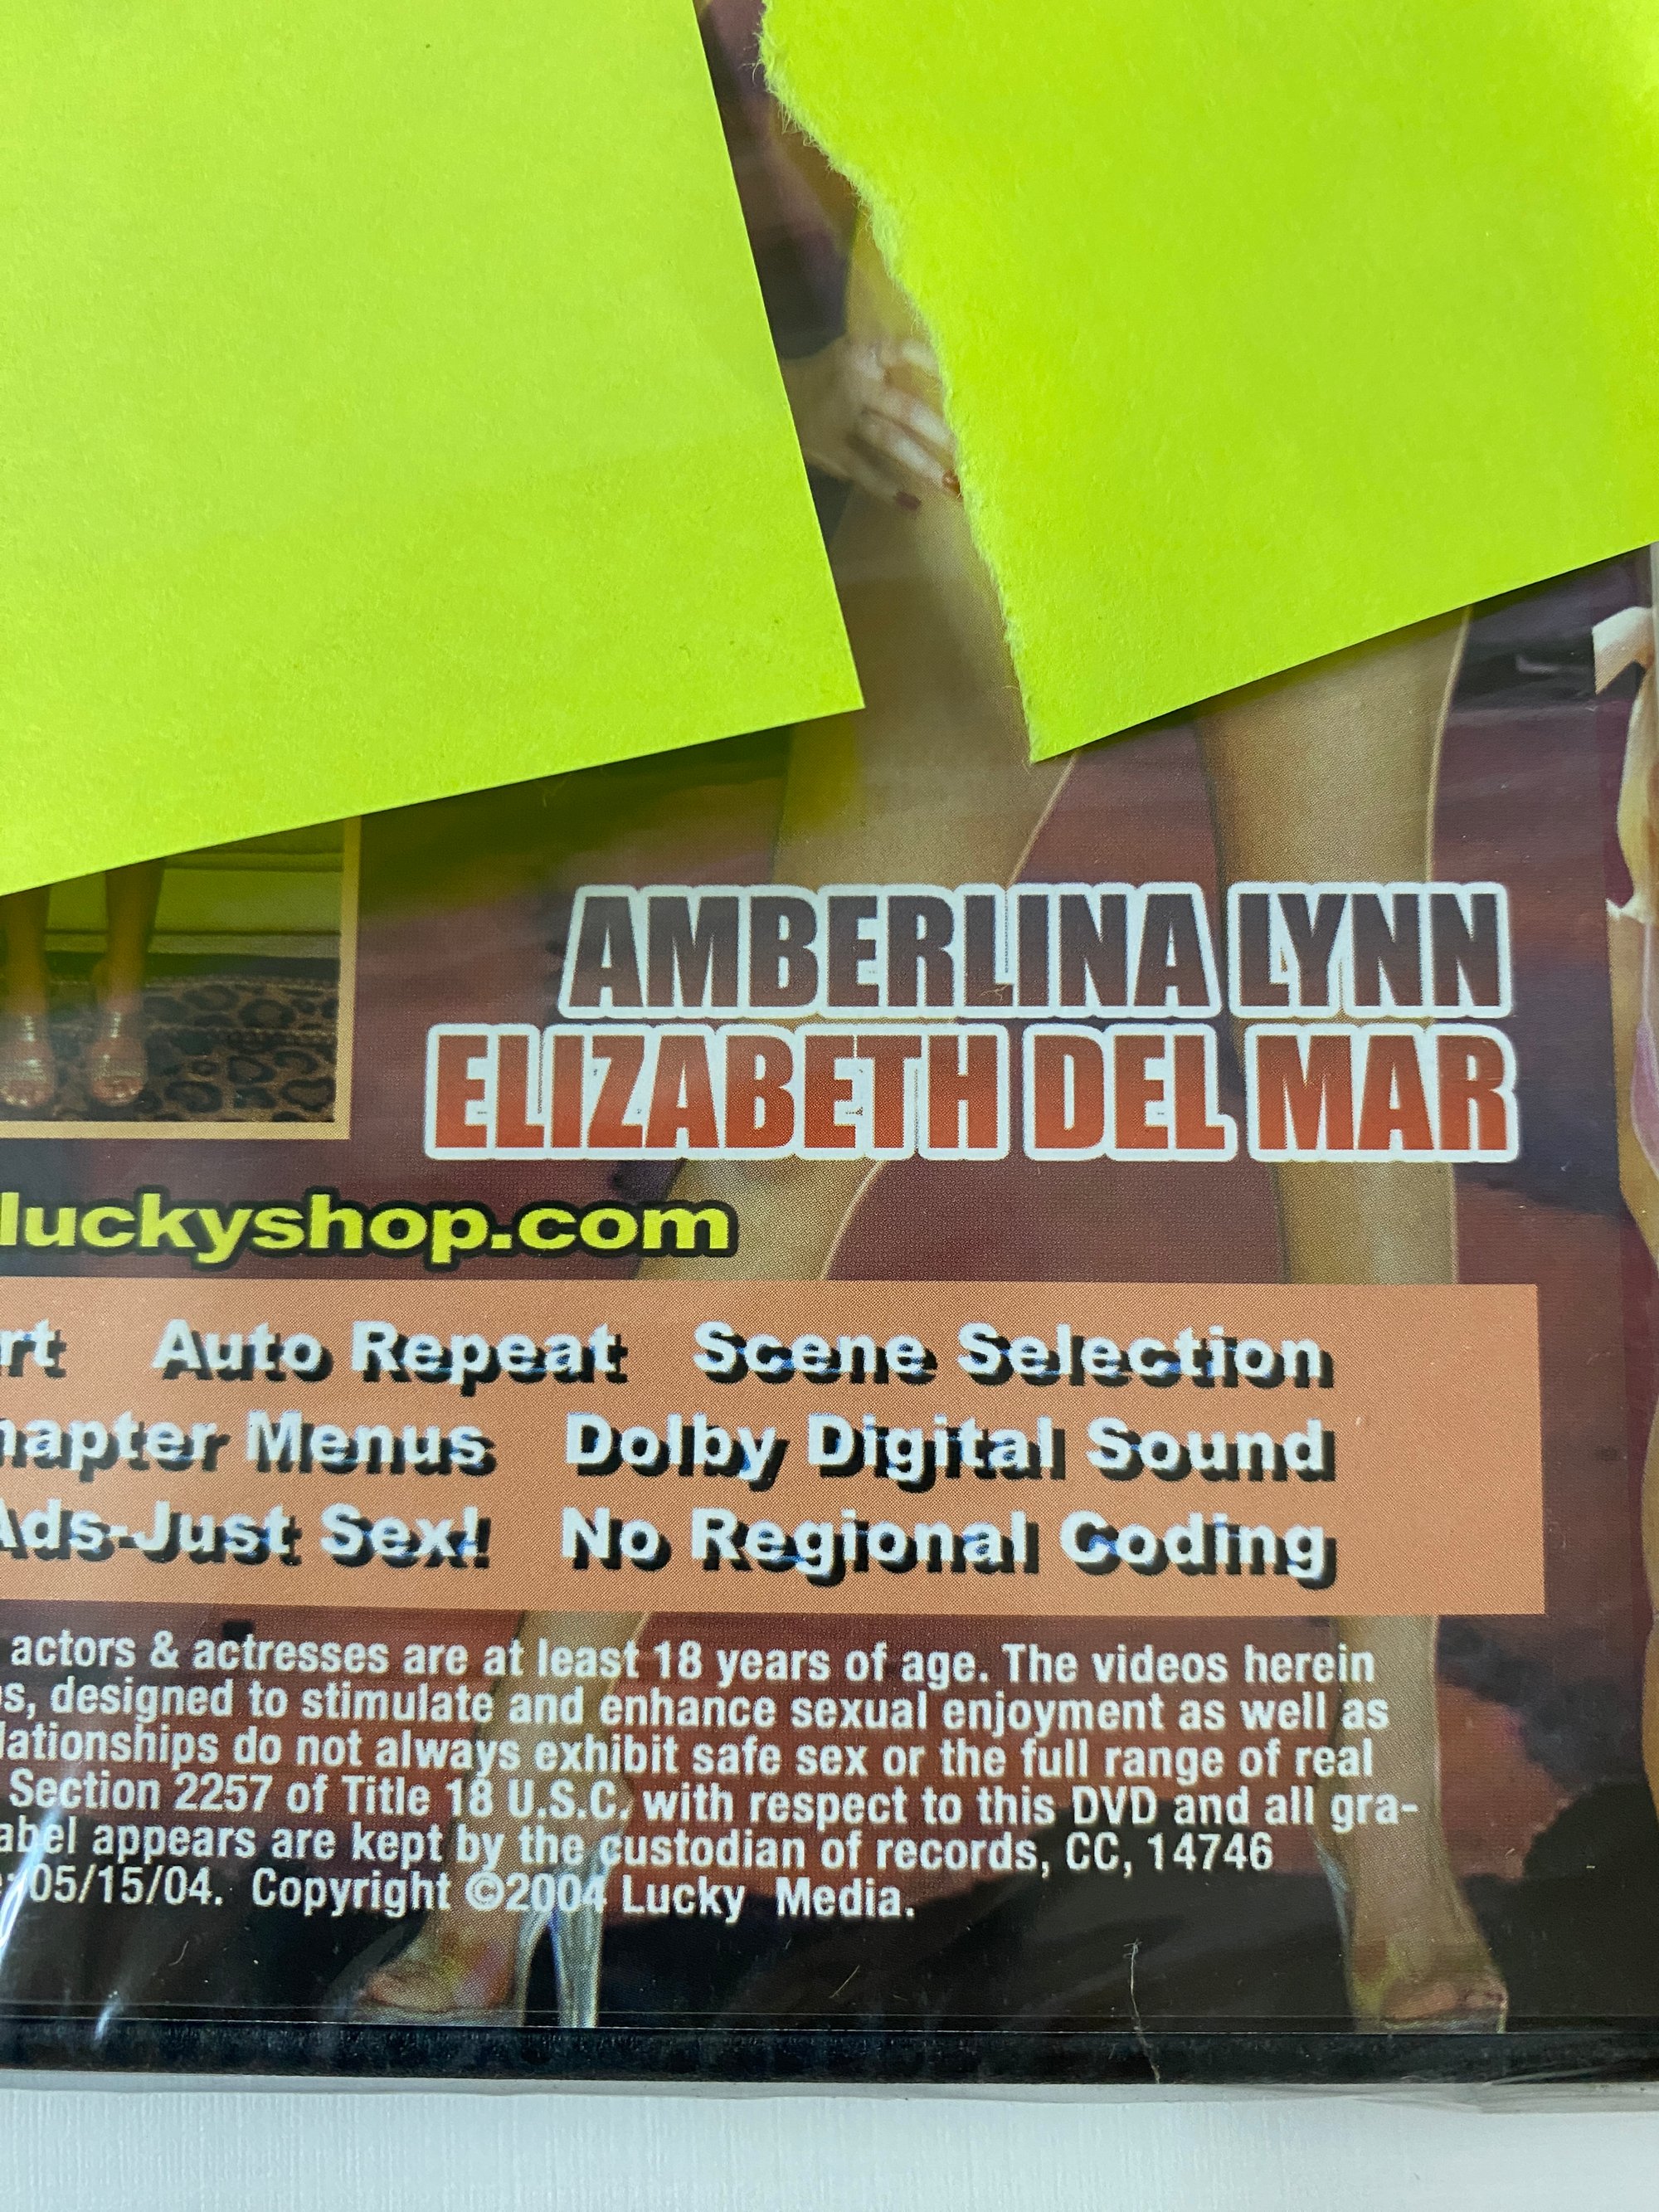 AMBERLINA LYNN
ELIZABETH DEL MAR
luckyshop.com
Auto Repeat Scene Selection
Menus Dolby Digital Sound
Ads-Just Sex! No Regional Coding
actors & actresses are at least 18 years of age. The videos herein
designed to stimulate and enhance sexual enjoyment as well as
do not always exhibit safe sex or the full range of real
Section 2257 of Title 18 U.S.C. with respect to this DVD and all gra-
appears are kept by the custodian of records, CC, 14746
05/15/04. Copyright ©2004 Lucky Media.